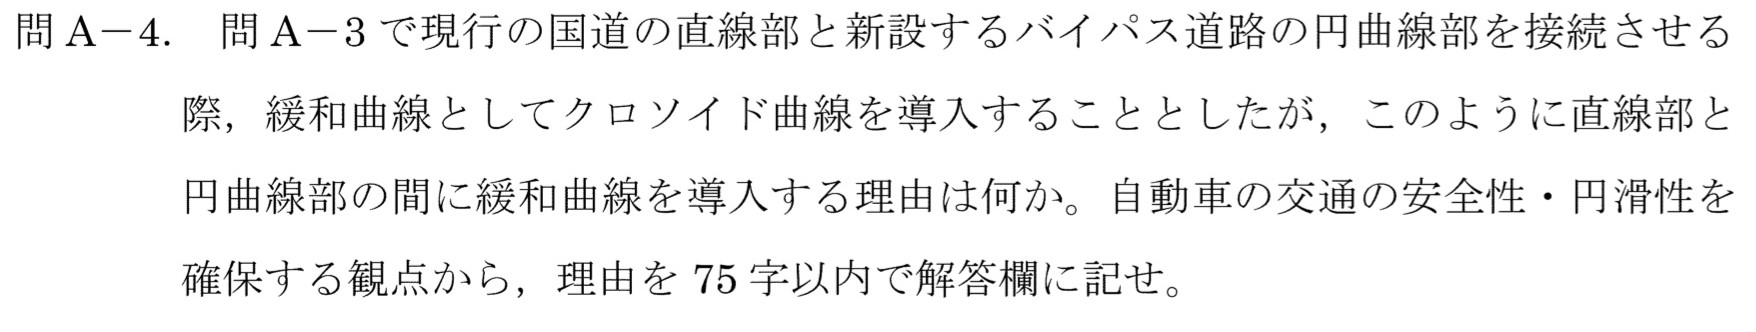 問A－4.　問A－3で現行の国道の直線部と新設するバイパス道路の円曲線部を接続させる
際，緩和曲線としてクロソイド曲線を導入することとしたが，このように直線部と
円曲線部の間に緩和曲線を導入する理由は何か。自動車の交通の安全性・円滑性を
確保する観点から，理由を 75 字以内で解答欄に記せ。